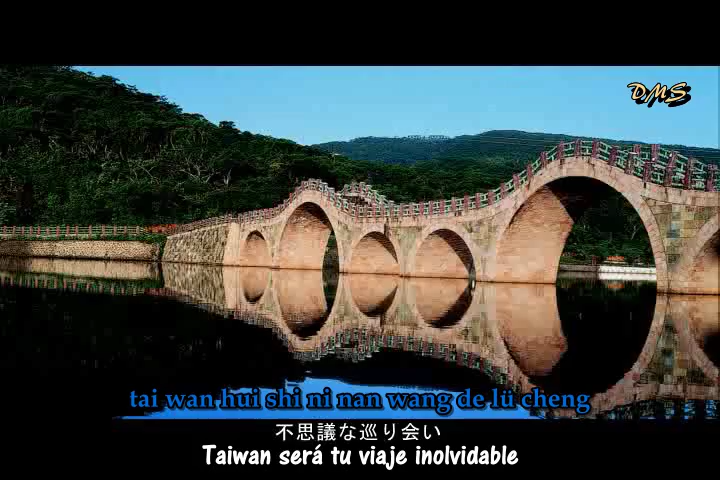 DMS
tai wan hui shi ni nan wang de lü cheng
不思議な巡り会い
Taiwan será tu viaje inolvidable